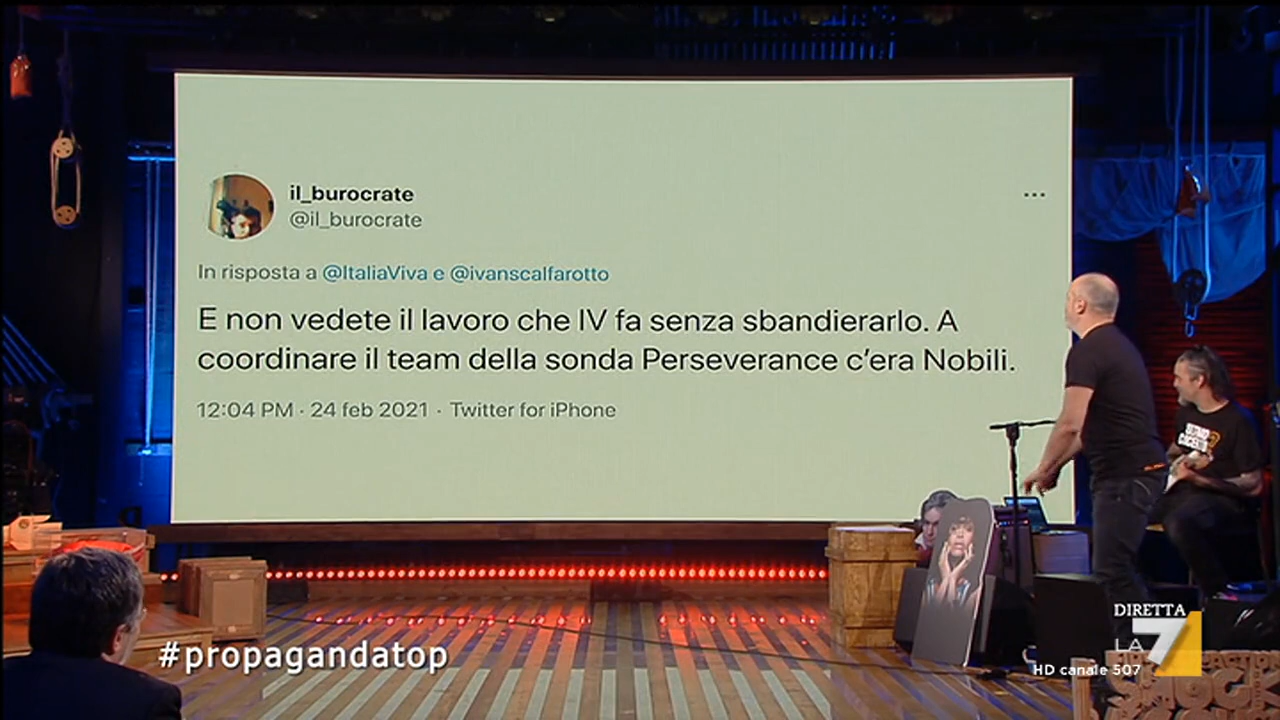 il_burocrate
@il_burocrate
...
In risposta a @ItaliaViva e @ivanscalfarotto
E non vedete il lavoro che IV fa senza sbandierarlo. A
coordinare il team della sonda Perseverance c'era Nobili.
12:04 PM · 24 feb 2021 · Twitter for iPhone
#propagandatop
DIRETTA
LA 7
HD canale 507